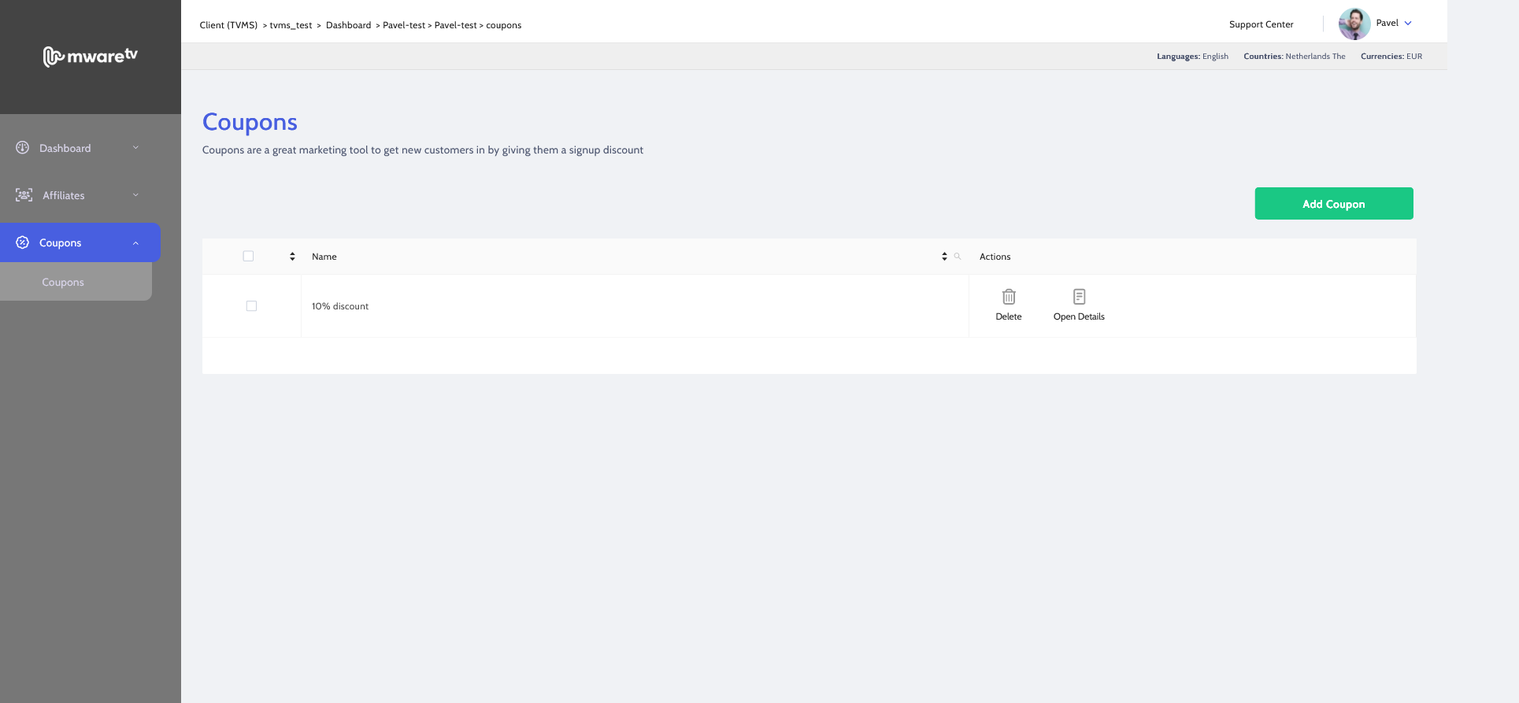 mware tv
Client (TVMS) > tvms_test > Dashboard > Pavel-test > Pavel-test > coupons
Support Center
Pavel
Languages: English Countries: Netherlands The Currencies: EUR
Dashboard
Affiliates
Coupons
Coupons
Coupons
Coupons are a great marketing tool to get new customers in by giving them a signup discount
Add Coupon
Name
Actions
10% discount
Delete
Open Details